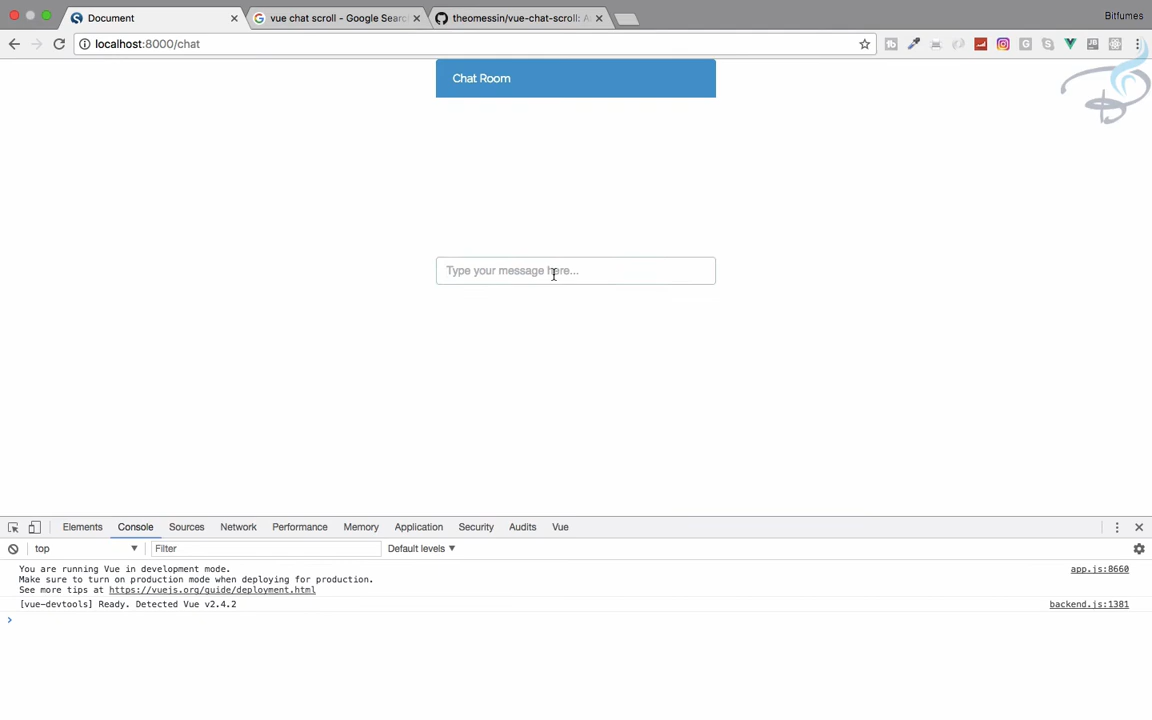 Document
vue chat scroll - Google Searc
theomessin/vue-chat-scroll: A
Bitfumes
localhost:8000/chat
Chat Room
Type your message here...
Elements
Console
Sources
Network
Performance
Memory
Application
Security
Audits
Vue
top
Filter
Default levels
You are running Vue in development mode.
app.js:8660
Make sure to turn on production mode when deploying for production.
See more tips at https://vuejs.org/guide/deployment.html
[vue-devtools] Ready. Detected Vue v2.4.2
backend.js:1381